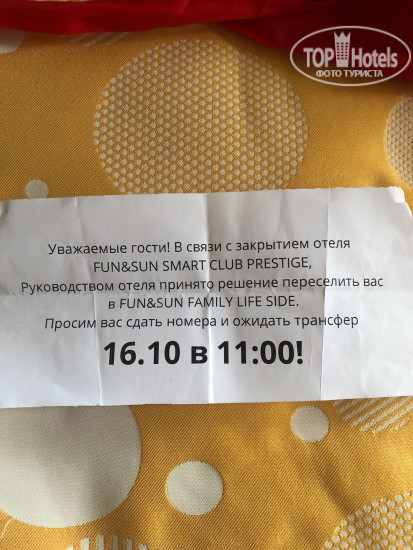 TOP Hotels
ФОТО ТУРИСТА
Уважаемые гости! В связи с закрытием отеля
FUN&SUN SMART CLUB PRESTIGE,
Руководством отеля принято решение переселить вас
в FUN&SUN FAMILY LIFE SIDE.
Просим вас сдать номера и ожидать трансфер
16.10 в 11:00!